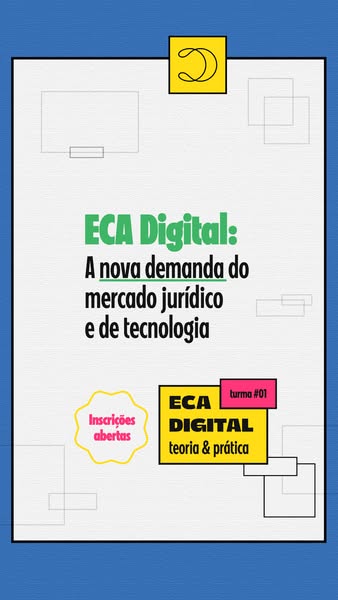 ECA Digital:
A nova demanda do
mercado jurídico
e de tecnologia
Inscrições
abertas
turma #01
ECA
DIGITAL
teoria & prática